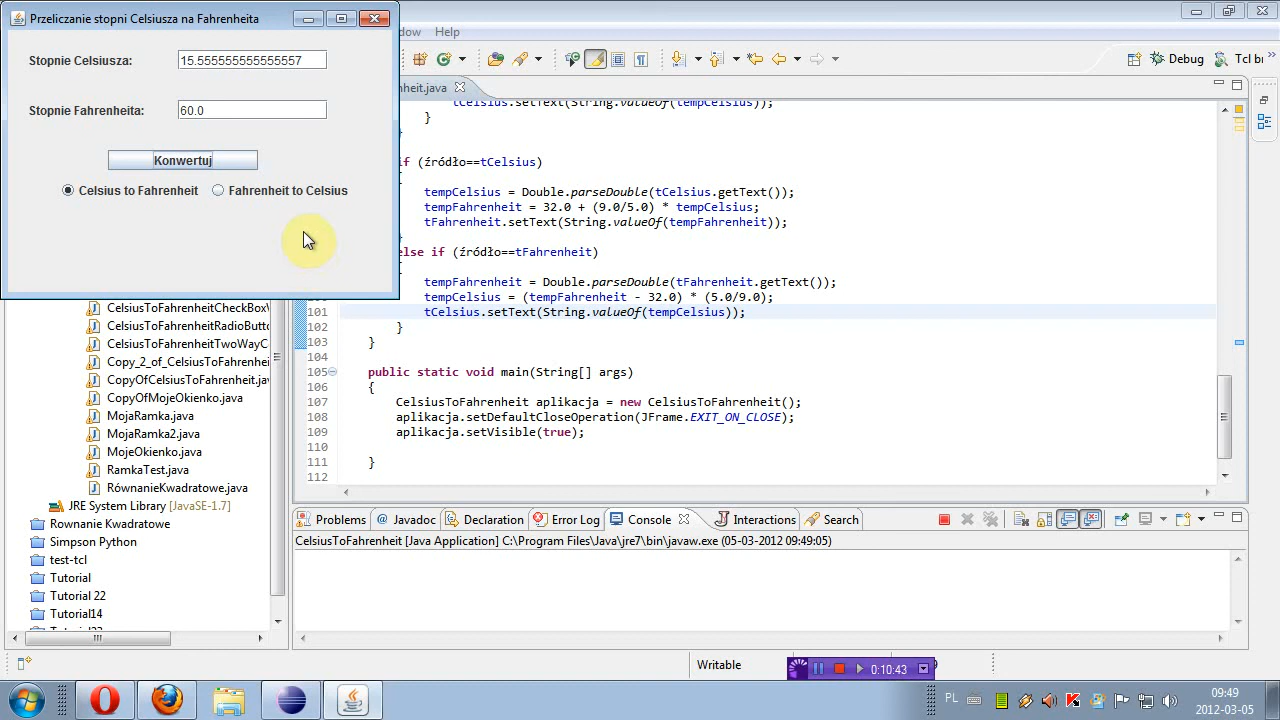 Przeliczanie stopni Celsiusza na Fahrenheita
Stopnie Celsiusza:
15.555555555555557
Stopnie Fahrenheita:
60.0
Konwertuj
Celsius to Fahrenheit
Fahrenheit to Celsius
Help
Debug
Tcl
tCelsius.setText(String.valueOf(tempCelsius));
}
if (źródło==tCelsius)
tempCelsius = Double.parseDouble(tCelsius.getText());
tempFahrenheit = 32.0 + (9.0/5.0) * tempCelsius;
tFahrenheit.setText(String.valueOf(tempFahrenheit));
else if (źródło==tFahrenheit)
tempFahrenheit = Double.parseDouble(tFahrenheit.getText());
tempCelsius = (tempFahrenheit - 32.0) * (5.0/9.0);
101 tCelsius.setText(String.valueOf(tempCelsius));
102 }
103 }
104
105 public static void main(String[] args)
106 {
107 CelsiusToFahrenheit aplikacja = new CelsiusToFahrenheit();
108 aplikacja.setDefaultCloseOperation(JFrame.EXIT_ON_CLOSE);
109 aplikacja.setVisible(true);
110
111 }
112
CelsiusToFahrenheitCheckBox
CelsiusToFahrenheitRadioButto
CelsiusToFahrenheitTwoWayC
Copy_2_of_CelsiusToFahrenhei
CopyOfCelsiusToFahrenheit.jav
CopyOfMojeOkienko.java
MojaRamka.java
MojaRamka2.java
MojeOkienko.java
RamkaTest.java
RównanieKwadratowe.java
JRE System Library [JavaSE-1.7]
Rownanie Kwadratowe
Simpson Python
test-tcl
Tutorial
Tutorial 22
Tutorial14
Problems
Javadoc
Declaration
Error Log
Console
Interactions
Search
CelsiusToFahrenheit [Java Application] C:\Program Files\Java\jre7\bin\javaw.exe (05-03-2012 09:49:05)
Writable
0:10:43
PL
09:49
2012-03-05